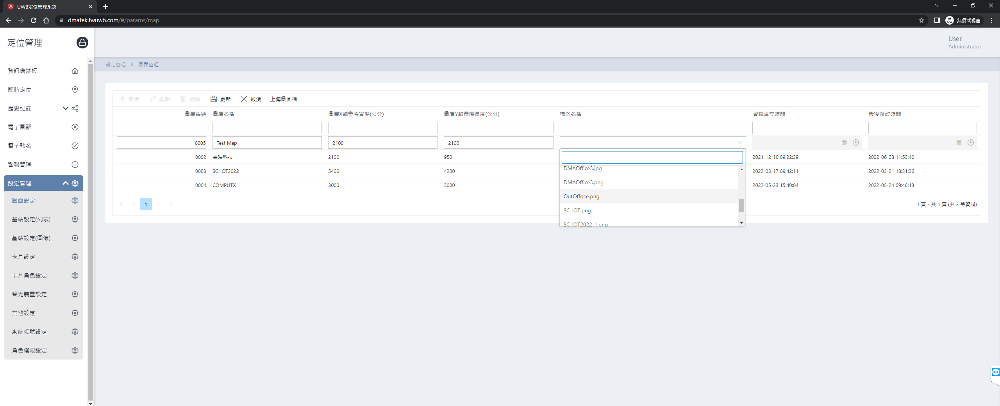 UWB定位管理系統
dmatek.twuwb.com/#/params/map
無痕式視窗
定位管理
User
Administrator
設定管理 > 圖面管理
資訊儀錶板
即時定位
歷史紀錄
電子圍籬
電子點名
警報管理
設定管理
圖面設定
基站設定(列表)
基站設定(圖像)
卡片設定
卡片角色設定
聲光裝置設定
其他設定
系統帳號設定
角色權限設定
新增 編輯 刪除 更新 取消 上傳圖面檔
圖層編號 圖層名稱 圖層X軸實際寬度(公分) 圖層Y軸實際長度(公分) 檔案名稱 資料建立時間 最後修改時間
0005 Test Map 2100 2100
0002 長映科技 2100 950 2021-12-10 09:22:39 2022-06-28 11:53:40
0003 SC-IOT2022 5400 4200 2022-03-17 09:42:11 2022-03-21 18:31:26
0004 COMPUTX 3000 3000 2022-05-23 15:40:04 2022-05-24 09:46:13
DMAOffice3.jpg
DMAOffice3.png
OutOffoce.png
SC-IOT.png
SC-IOT2022-1.png
1
1 頁，共 1 頁 (共 3 筆資料)